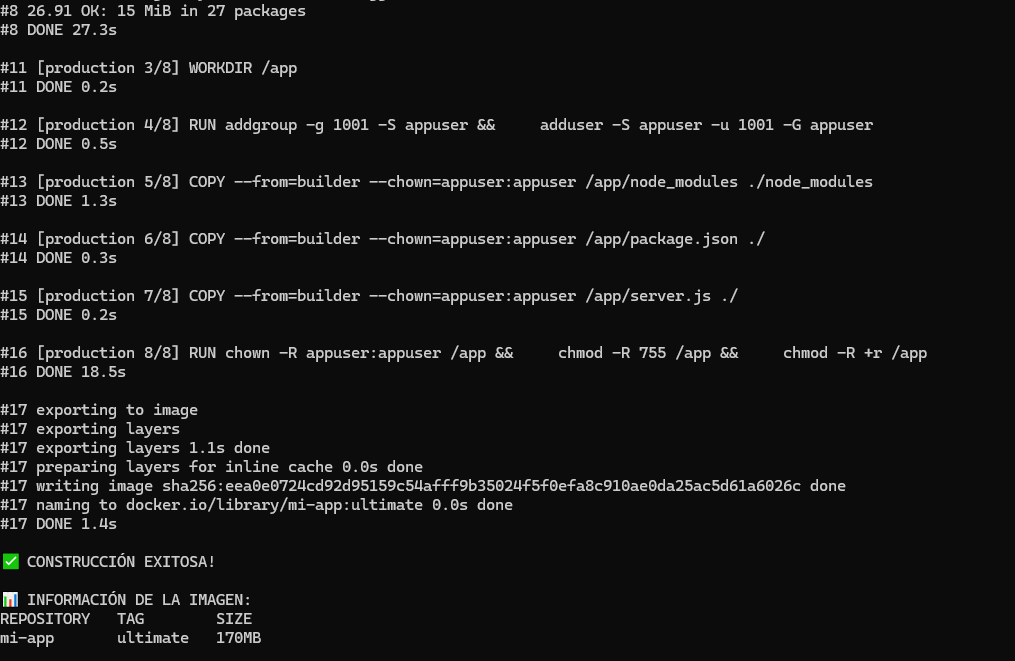 #8 26.91 OK: 15 MiB in 27 packages
#8 DONE 27.3s
#11 [production 3/8] WORKDIR /app
#11 DONE 0.2s
#12 [production 4/8] RUN addgroup -g 1001 -S appuser &&     adduser -S appuser -u 1001 -G appuser
#12 DONE 0.5s
#13 [production 5/8] COPY --from=builder --chown=appuser:appuser /app/node_modules ./node_modules
#13 DONE 1.3s
#14 [production 6/8] COPY --from=builder --chown=appuser:appuser /app/package.json ./
#14 DONE 0.3s
#15 [production 7/8] COPY --from=builder --chown=appuser:appuser /app/server.js ./
#15 DONE 0.2s
#16 [production 8/8] RUN chown -R appuser:appuser /app &&     chmod -R 755 /app &&     chmod -R +r /app
#16 DONE 18.5s
#17 exporting to image
#17 exporting layers
#17 exporting layers 1.1s done
#17 preparing layers for inline cache 0.0s done
#17 writing image sha256:eea0e0724cd92d95159c54afff9b35024f5f0efa8c910ae0da25ac5d61a6026c done
#17 naming to docker.io/library/mi-app:ultimate 0.0s done
#17 DONE 1.4s
✅ CONSTRUCCIÓN EXITOSA!
📊 INFORMACIÓN DE LA IMAGEN:
REPOSITORY   TAG        SIZE
mi-app       ultimate   170MB